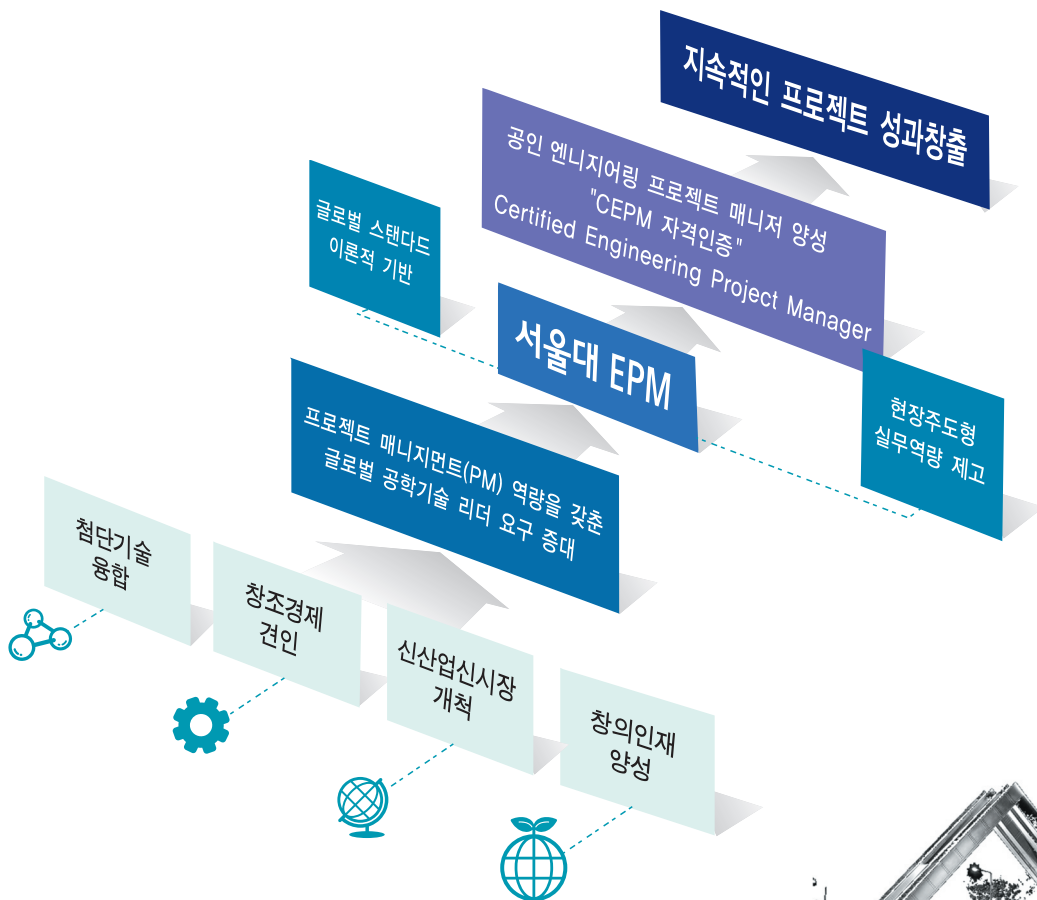 지속적인 프로젝트 성과창출
공인 엔니지어링 프로젝트 매니저 양성
"CEPM 자격인증"
Certified Engineering Project Manager
글로벌 스탠다드
이론적 기반
서울대 EPM
현장주도형
실무역량 제고
프로젝트 매니지먼트(PM) 역량을 갖춘
글로벌 공학기술 리더 요구 증대
첨단기술
융합
창조경제
견인
신산업신시장
개척
창의인재
양성